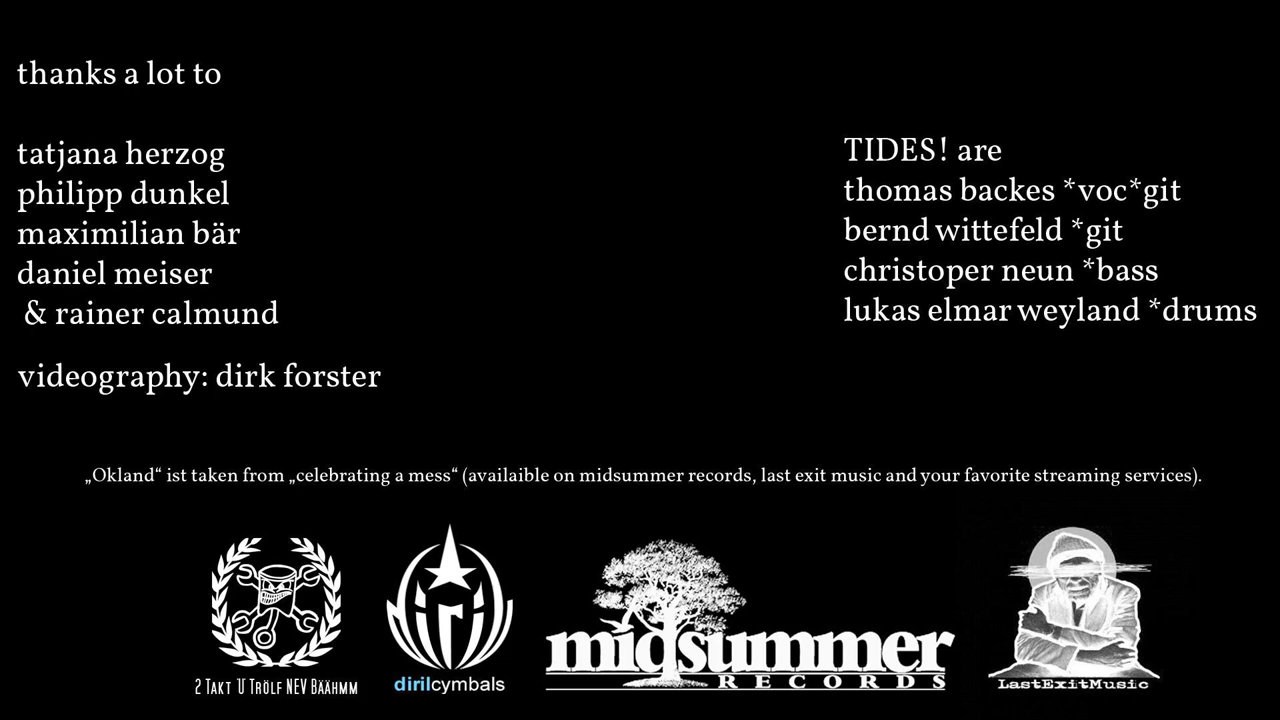 thanks a lot to
tatjana herzog
philipp dunkel
maximilian bär
daniel meiser
& rainer calmund
videography: dirk forster
TIDES! are
thomas backes *voc*git
bernd wittefeld *git
christoper neun *bass
lukas elmar weyland *drums
„Okland“ ist taken from „celebrating a mess“ (availaible on midsummer records, last exit music and your favorite streaming services).
2 TAKT U TRÖLF NEV BÄÄHMM
diril
dirilcymbals
midsummer
RECORDS
LastExitMusic